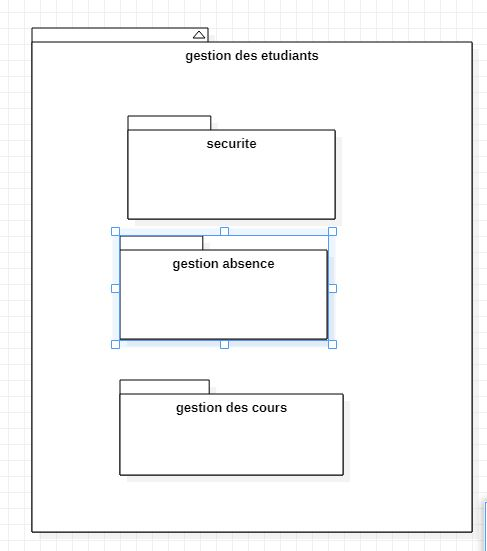 gestion des etudiants
securite
gestion absence
gestion des cours